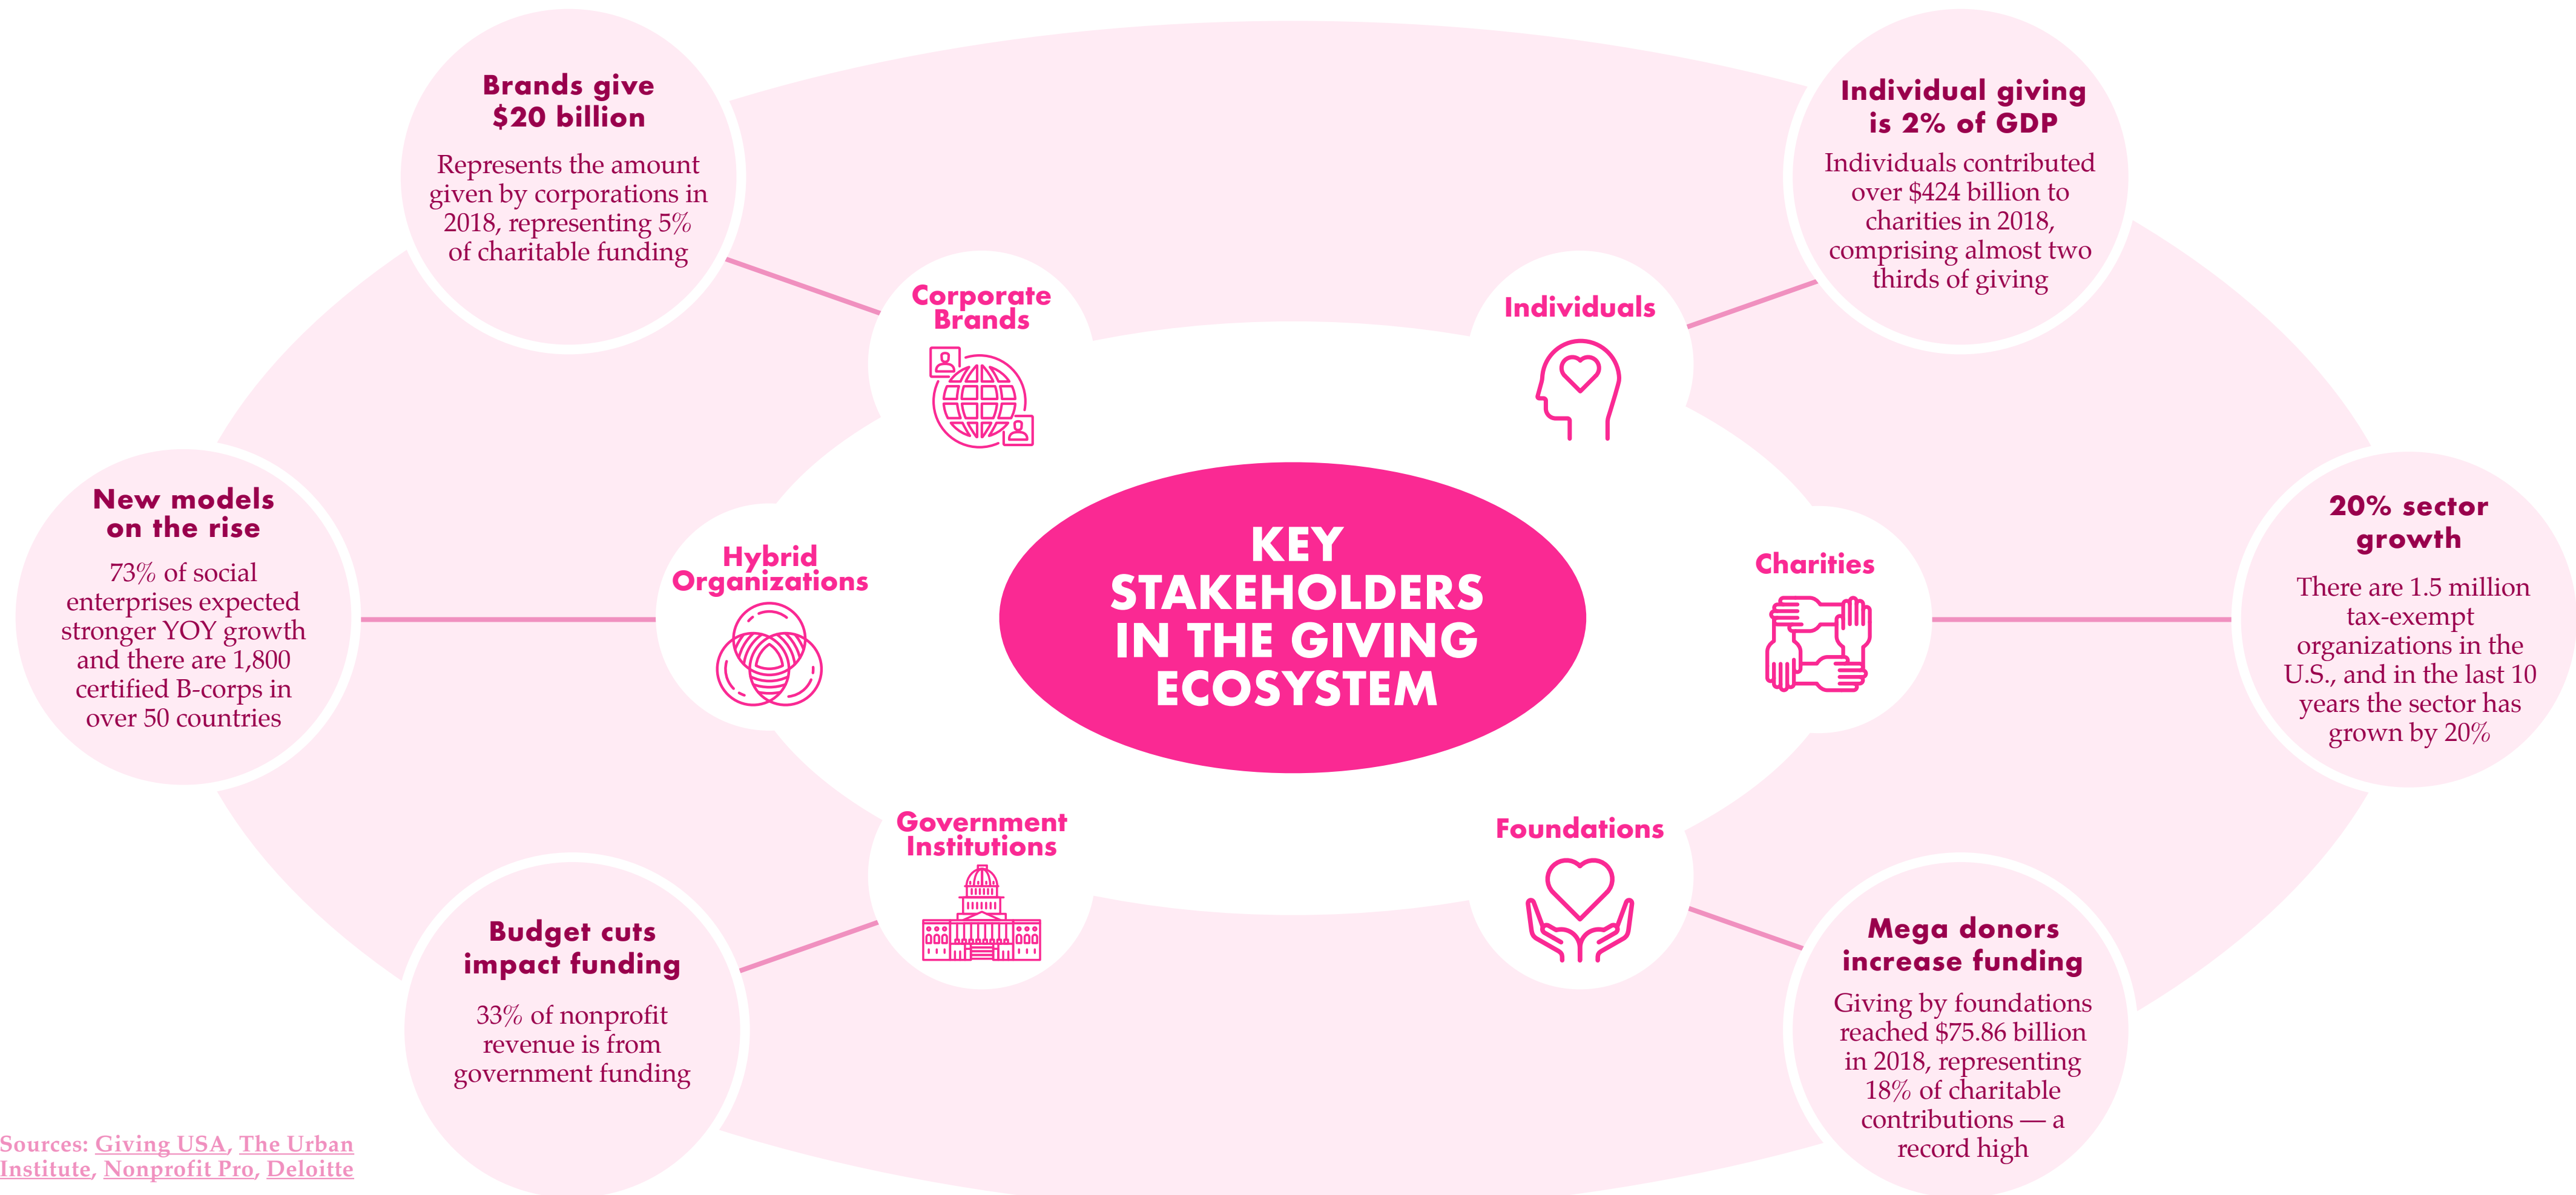 Brands give
$20 billion
Represents the amount
given by corporations in
2018, representing 5%
of charitable funding
Individual giving
is 2% of GDP
Individuals contributed
over $424 billion to
charities in 2018,
comprising almost two
thirds of giving
Corporate
Brands
Individuals
New models
on the rise
73% of social
enterprises expected
stronger YOY growth
and there are 1,800
certified B-corps in
over 50 countries
Hybrid
Organizations
KEY
STAKEHOLDERS
IN THE GIVING
ECOSYSTEM
Charities
20% sector
growth
There are 1.5 million
tax-exempt
organizations in the
U.S., and in the last 10
years the sector has
grown by 20%
Government
Institutions
Foundations
Budget cuts
impact funding
33% of nonprofit
revenue is from
government funding
Mega donors
increase funding
Giving by foundations
reached $75.86 billion
in 2018, representing
18% of charitable
contributions — a
record high
Sources: Giving USA, The Urban
Institute, Nonprofit Pro, Deloitte